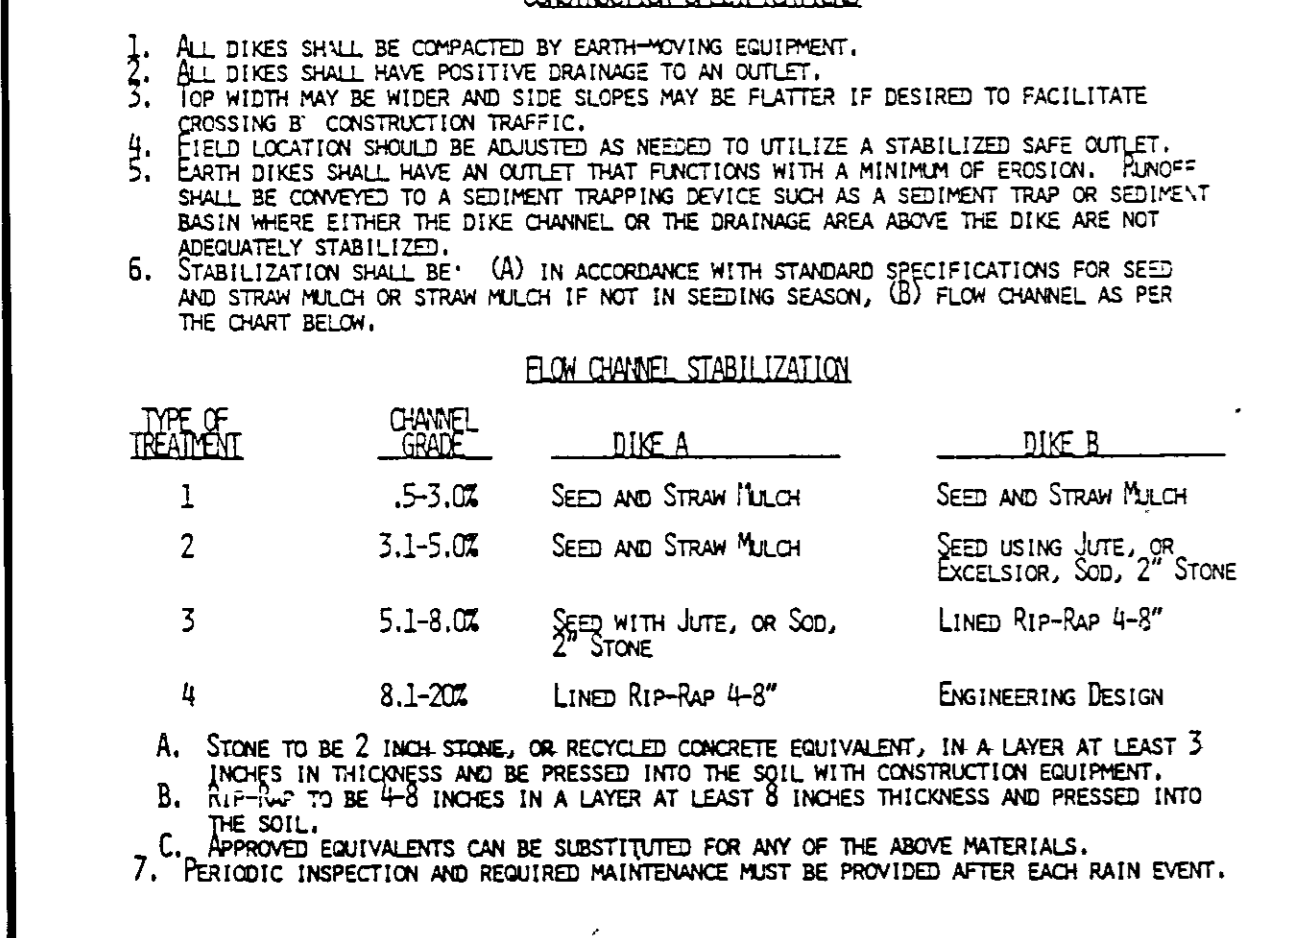 CONSTRUCTION SPECIFICATIONS
1. ALL DIKES SHALL BE COMPACTED BY EARTH-MOVING EQUIPMENT.
2. ALL DIKES SHALL HAVE POSITIVE DRAINAGE TO AN OUTLET.
3. TOP WIDTH MAY BE WIDER AND SIDE SLOPES MAY BE FLATTER IF DESIRED TO FACILITATE
CROSSING B CONSTRUCTION TRAFFIC.
4. FIELD LOCATION SHOULD BE ADJUSTED AS NEEDED TO UTILIZE A STABILIZED SAFE OUTLET.
5. EARTH DIKES SHALL HAVE AN OUTLET THAT FUNCTIONS WITH A MINIMUM OF EROSION. RUNOFF
SHALL BE CONVEYED TO A SEDIMENT TRAPPING DEVICE SUCH AS A SEDIMENT TRAP OR SEDIMENT
BASIN WHERE EITHER THE DIKE CHANNEL OR THE DRAINAGE AREA ABOVE THE DIKE ARE NOT
ADEQUATELY STABILIZED.
6. STABILIZATION SHALL BE: (A) IN ACCORDANCE WITH STANDARD SPECIFICATIONS FOR SEED
AND STRAW MULCH OR STRAW MULCH IF NOT IN SEEDING SEASON, (B) FLOW CHANNEL AS PER
THE CHART BELOW.
FLOW CHANNEL STABILIZATION
TYPE OF TREATMENT CHANNEL GRADE DIKE A DIKE B
1 .5-3.0% SEED AND STRAW MULCH SEED AND STRAW MULCH
2 3.1-5.0% SEED AND STRAW MULCH SEED USING JUTE, OR
EXCELSIOR, SOD, 2" STONE
3 5.1-8.0% SEED WITH JUTE, OR SOD, LINED RIP-RAP 4-8"
2" STONE
4 8.1-20% LINED RIP-RAP 4-8" ENGINEERING DESIGN
A. STONE TO BE 2 INCH STONE, OR RECYCLED CONCRETE EQUIVALENT, IN A LAYER AT LEAST 3
INCHES IN THICKNESS AND BE PRESSED INTO THE SOIL WITH CONSTRUCTION EQUIPMENT.
B. RIP-RAP TO BE 4-8 INCHES IN A LAYER AT LEAST 8 INCHES THICKNESS AND PRESSED INTO
THE SOIL.
C. APPROVED EQUIVALENTS CAN BE SUBSTITUTED FOR ANY OF THE ABOVE MATERIALS.
7. PERIODIC INSPECTION AND REQUIRED MAINTENANCE MUST BE PROVIDED AFTER EACH RAIN EVENT.